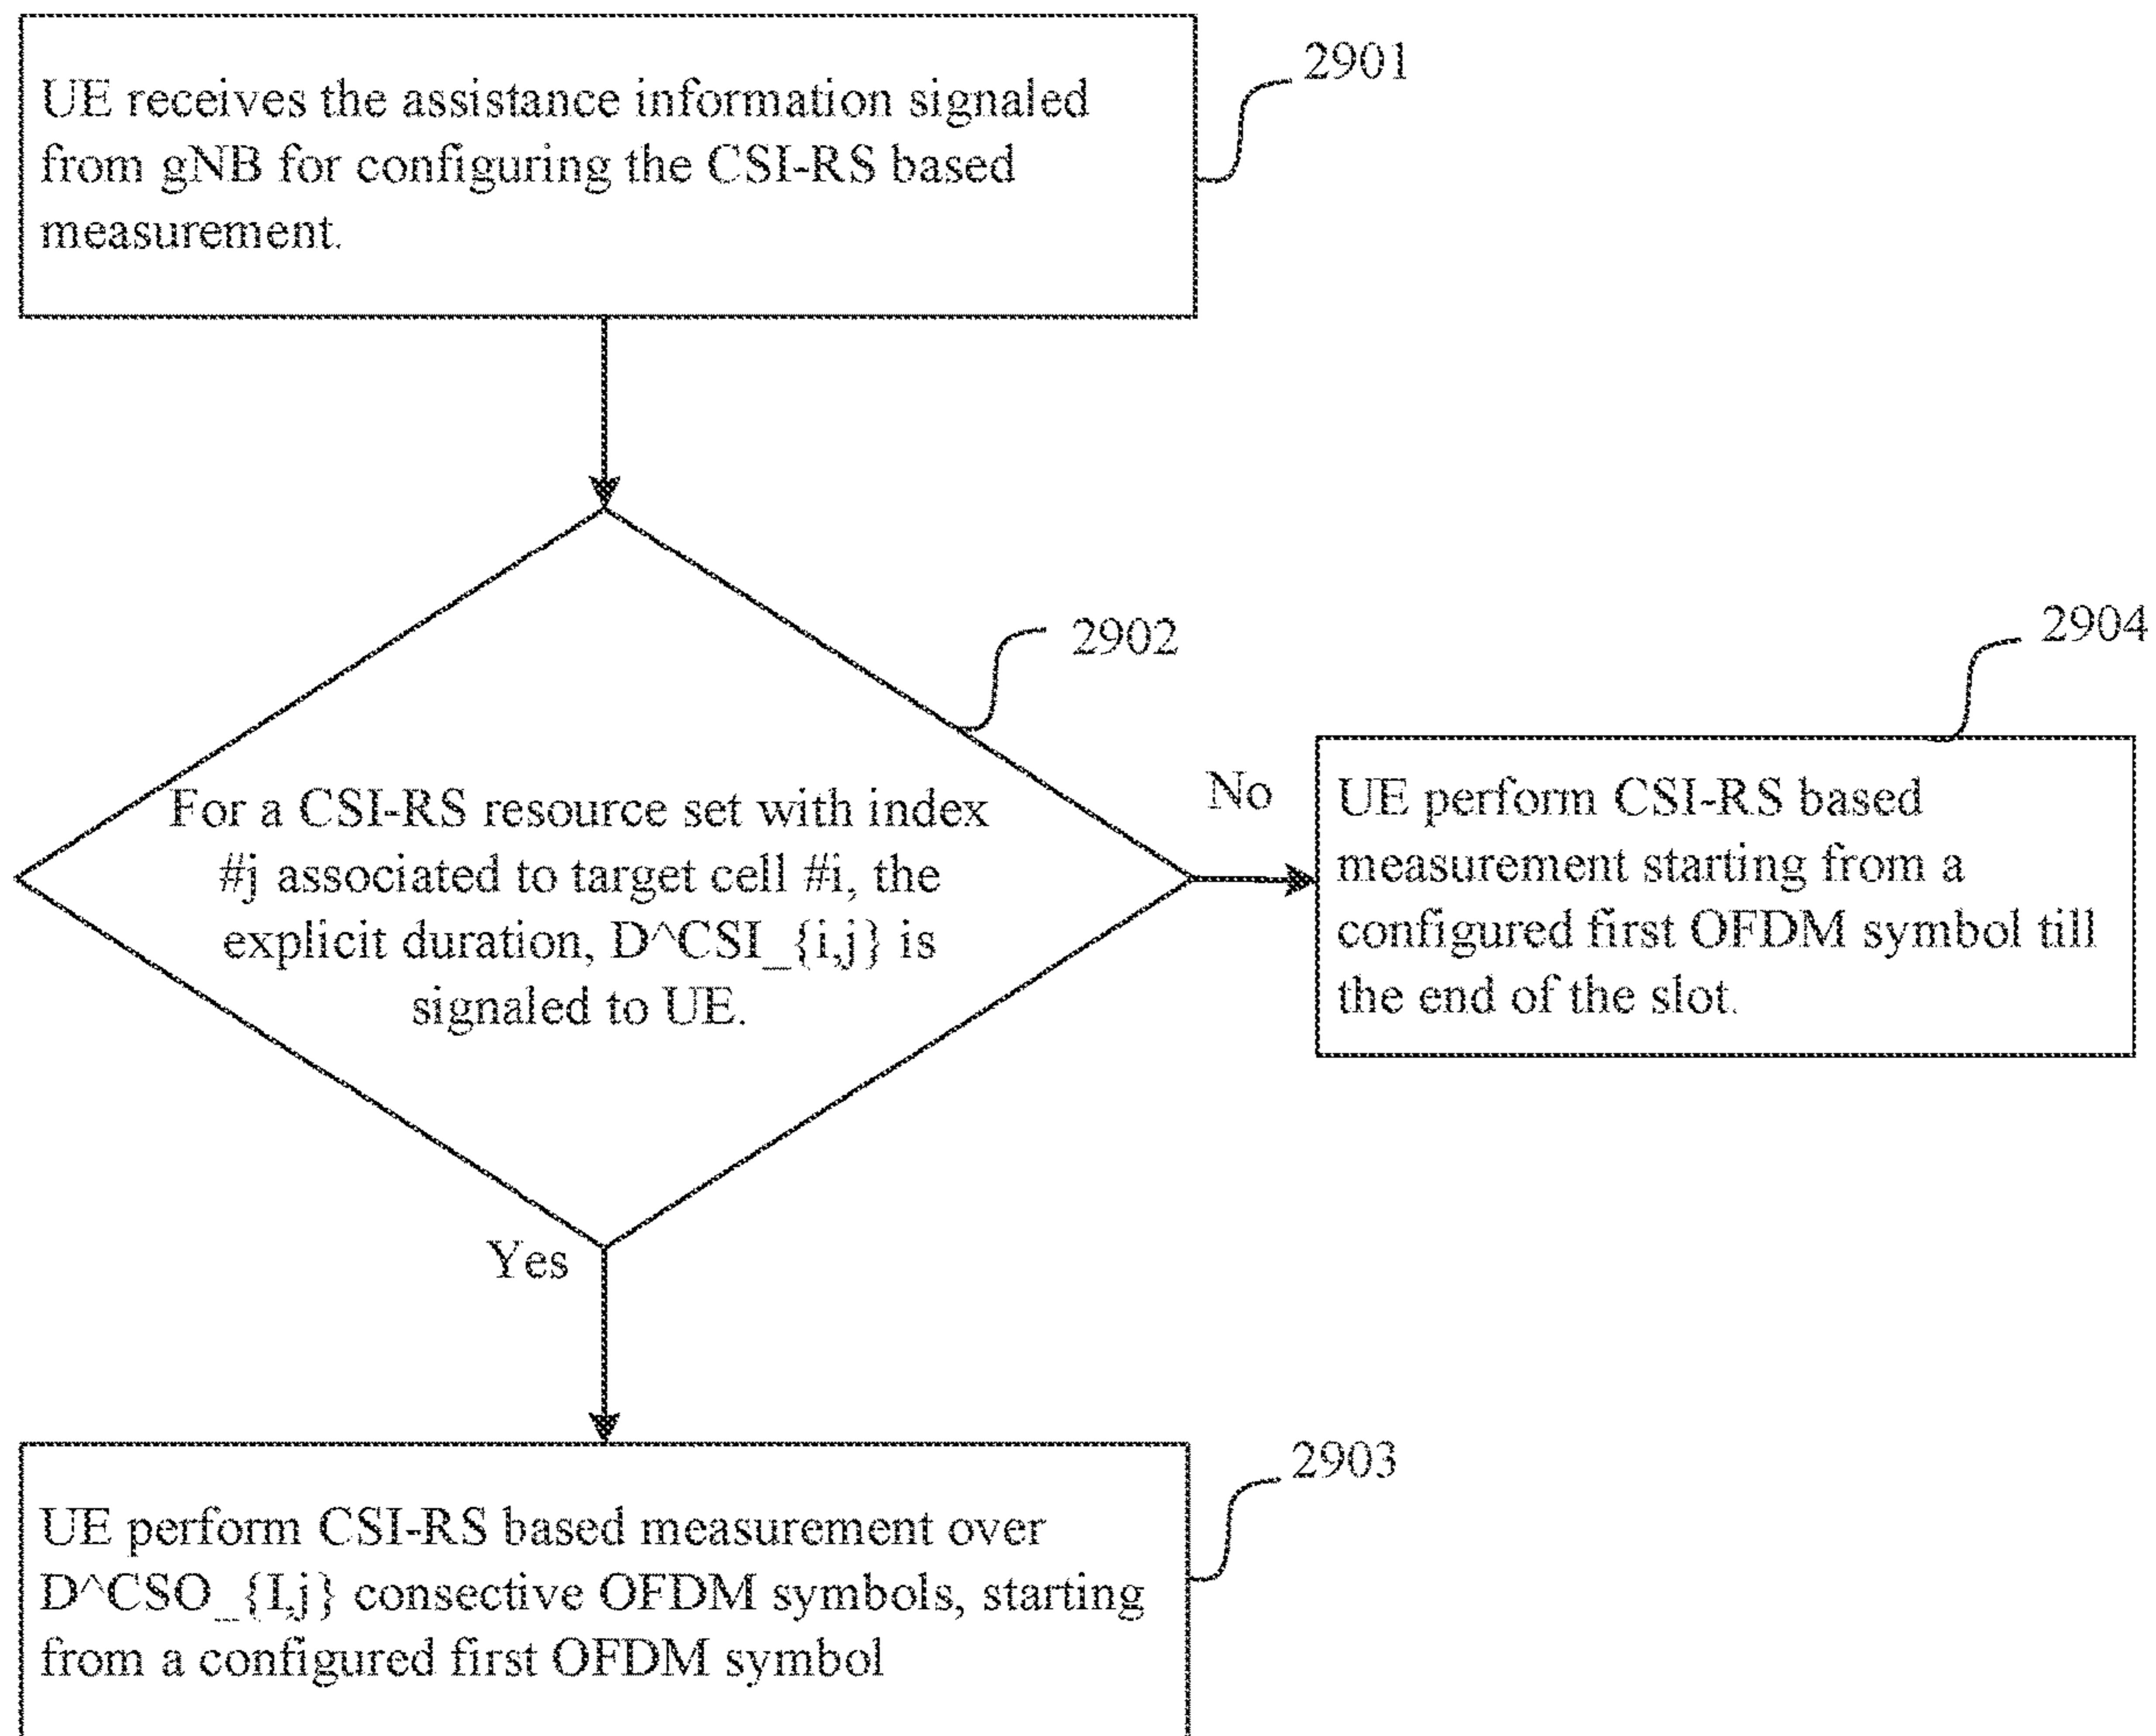 UE receives the assistance information signaled
from gNB for configuring the CSI-RS based
measurement.
2901
2902
For a CSI-RS resource set with index
#j associated to target cell #i, the
explicit duration, D^CSI_{i,j} is
signaled to UE.
No
2904
UE perform CSI-RS based
measurement starting from a
configured first OFDM symbol till
the end of the slot.
Yes
2903
UE perform CSI-RS based measurement over
D^CSO_{I,j} consective OFDM symbols, starting
from a configured first OFDM symbol